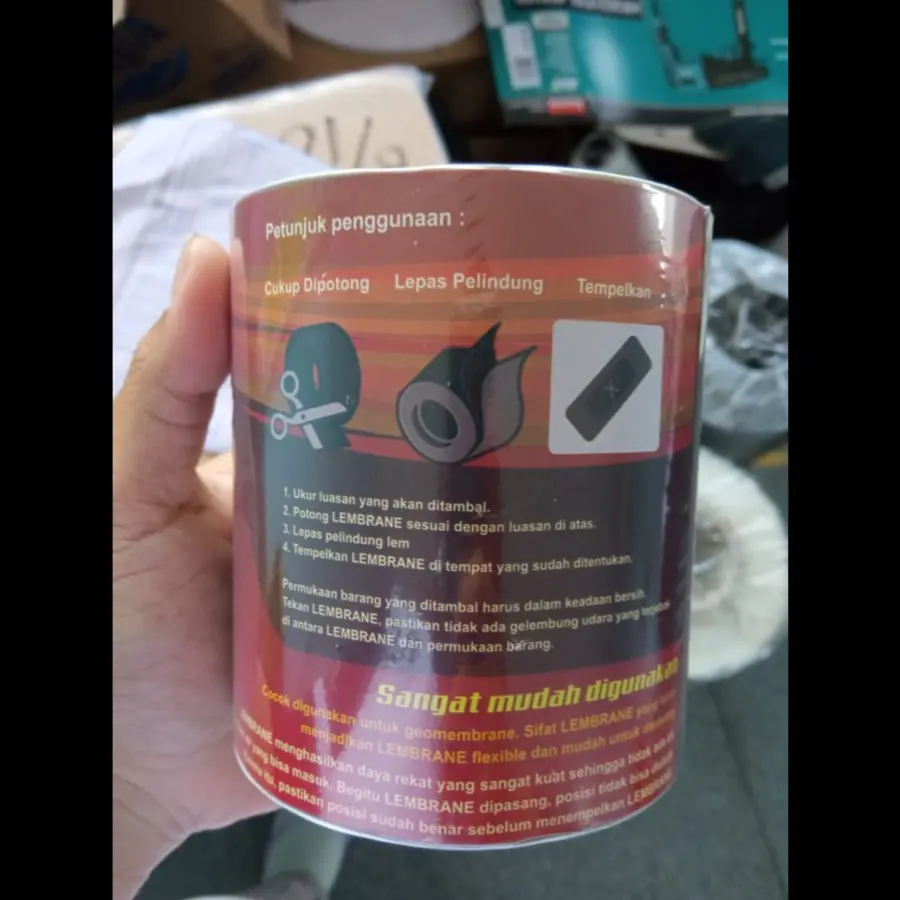 Petunjuk penggunaan :
Cukup Dipotong Lepas Pelindung Tempelkan
1. Ukur luasan yang akan ditambal.
2. Potong LEMBRANE sesuai dengan luasan di atas.
3. Lepas pelindung lem
4. Tempelkan LEMBRANE di tempat yang sudah ditentukan.
Permukaan barang yang ditambal harus dalam keadaan bersih.
Tekan LEMBRANE, pastikan tidak ada gelembung udara yang terjebak
di antara LEMBRANE dan permukaan barang.
Sangat mudah digunakan
Cocok digunakan untuk geomembrane. Sifat LEMBRANE yang
menjadikan LEMBRANE flexible dan mudah untuk
LEMBRANE menghasilkan daya rekat yang sangat kuat sehingga tidak ada
yang bisa masuk. Begitu LEMBRANE dipasang, posisi tidak bisa
itu, pastikan posisi sudah benar sebelum menempelkan LEMBRANE